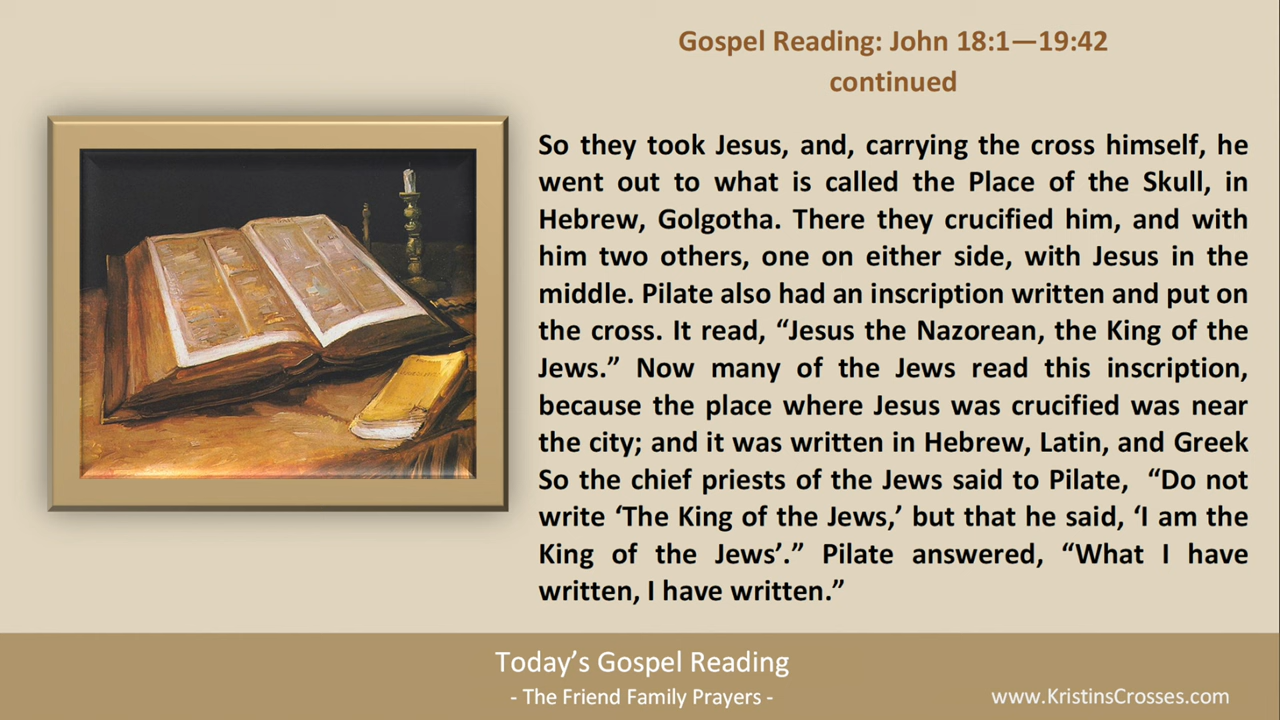 Gospel Reading: John 18:1—19:42
continued
So they took Jesus, and, carrying the cross himself, he
went out to what is called the Place of the Skull, in
Hebrew, Golgotha. There they crucified him, and with
him two others, one on either side, with Jesus in the
middle. Pilate also had an inscription written and put on
the cross. It read, “Jesus the Nazorean, the King of the
Jews.” Now many of the Jews read this inscription,
because the place where Jesus was crucified was near
the city; and it was written in Hebrew, Latin, and Greek
So the chief priests of the Jews said to Pilate, “Do not
write ‘The King of the Jews,’ but that he said, ‘I am the
King of the Jews’.” Pilate answered, “What I have
written, I have written.”
Today’s Gospel Reading
- The Friend Family Prayers -
www.KristinsCrosses.com